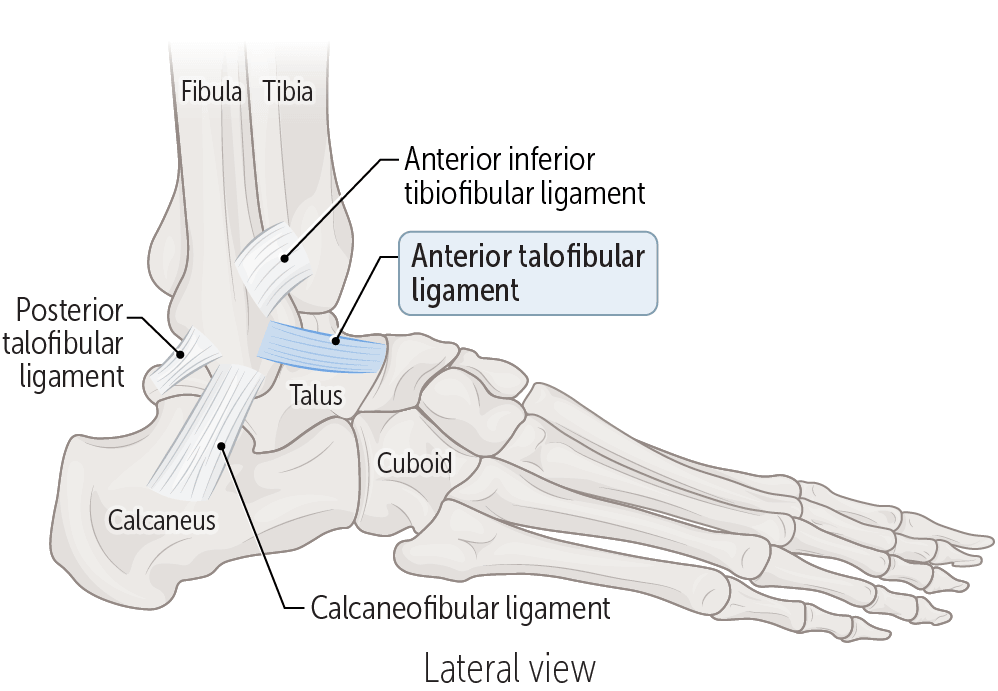 Fibula Tibia
Anterior inferior
tibiofibular ligament
Anterior talofibular
ligament
Posterior
talofibular
ligament
Talus
Cuboid
Calcaneus
Calcaneofibular ligament
Lateral view